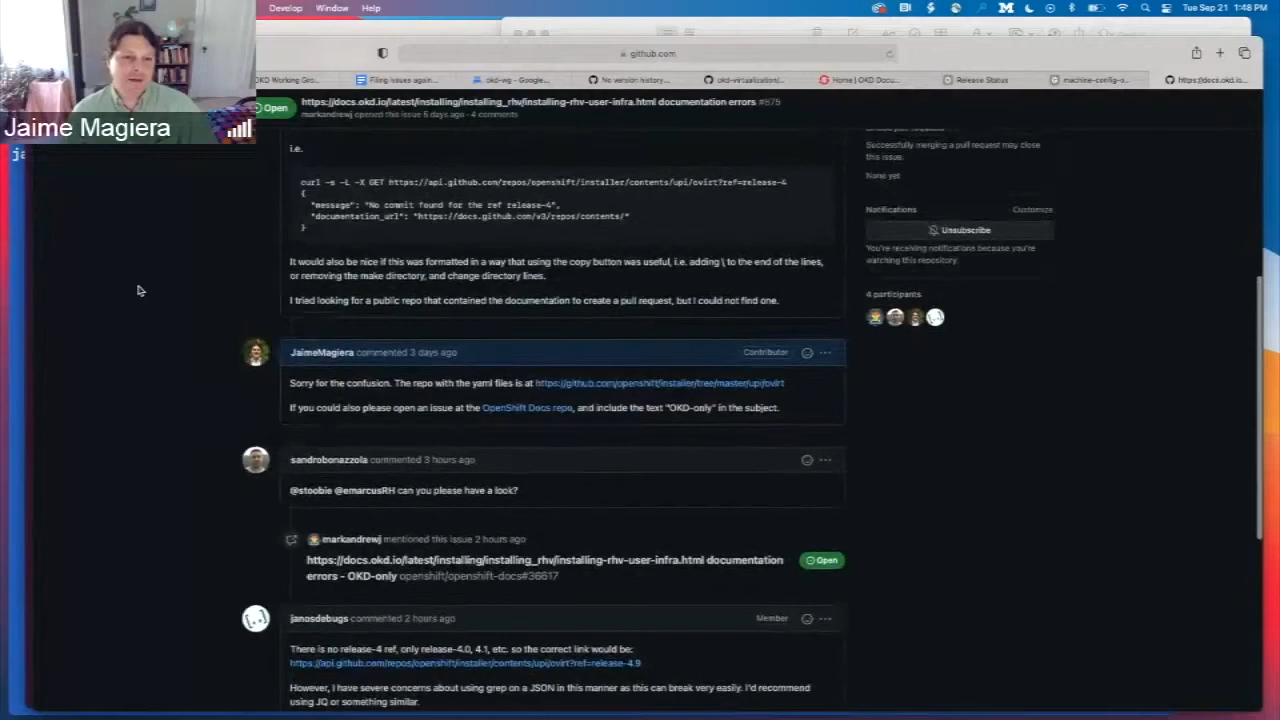 Develop Window Help
Tue Sep 21 1:48 PM
github.com
OKD Working Gro...
Filing issues again...
okd-wg - Google...
No version history...
okd-virtualization/...
Home | OKD Docu...
Release Status
machine-config-o...
https://docs.okd.io...
Jaime Magiera
Open
https://docs.okd.io/latest/installing/installing_rhv/installing-rhv-user-infra.html documentation errors #875
markandrewj opened this issue 5 days ago · 4 comments
i.e.
curl -s -L -X GET https://api.github.com/repos/openshift/installer/contents/upi/ovirt?ref=release-4
{
"message": "No commit found for the ref release-4",
"documentation_url": "https://docs.github.com/v3/repos/contents/"
}
It would also be nice if this was formatted in a way that using the copy button was useful, i.e. adding \ to the end of the lines,
or removing the make directory, and change directory lines.
I tried looking for a public repo that contained the documentation to create a pull request, but I could not find one.
Successfully merging a pull request may close
this issue.
None yet
Notifications
Customize
Unsubscribe
You're receiving notifications because you're
watching this repository.
4 participants
JaimeMagiera commented 3 days ago
Contributor
Sorry for the confusion. The repo with the yaml files is at https://github.com/openshift/installer/tree/master/upi/ovirt
If you could also please open an issue at the OpenShift Docs repo, and include the text "OKD-only" in the subject.
sandrobonazzola commented 3 hours ago
@stoobie @emarcusRH can you please have a look?
markandrewj mentioned this issue 2 hours ago
https://docs.okd.io/latest/installing/installing_rhv/installing-rhv-user-infra.html documentation
errors - OKD-only openshift/openshift-docs#36617
Open
janosdebugs commented 2 hours ago
Member
There is no release-4 ref, only release-4.0, 4.1, etc. so the correct link would be:
https://api.github.com/repos/openshift/installer/contents/upi/ovirt?ref=release-4.9
However, I have severe concerns about using grep on a JSON in this manner as this can break very easily. I'd recommend
using JQ or something similar.